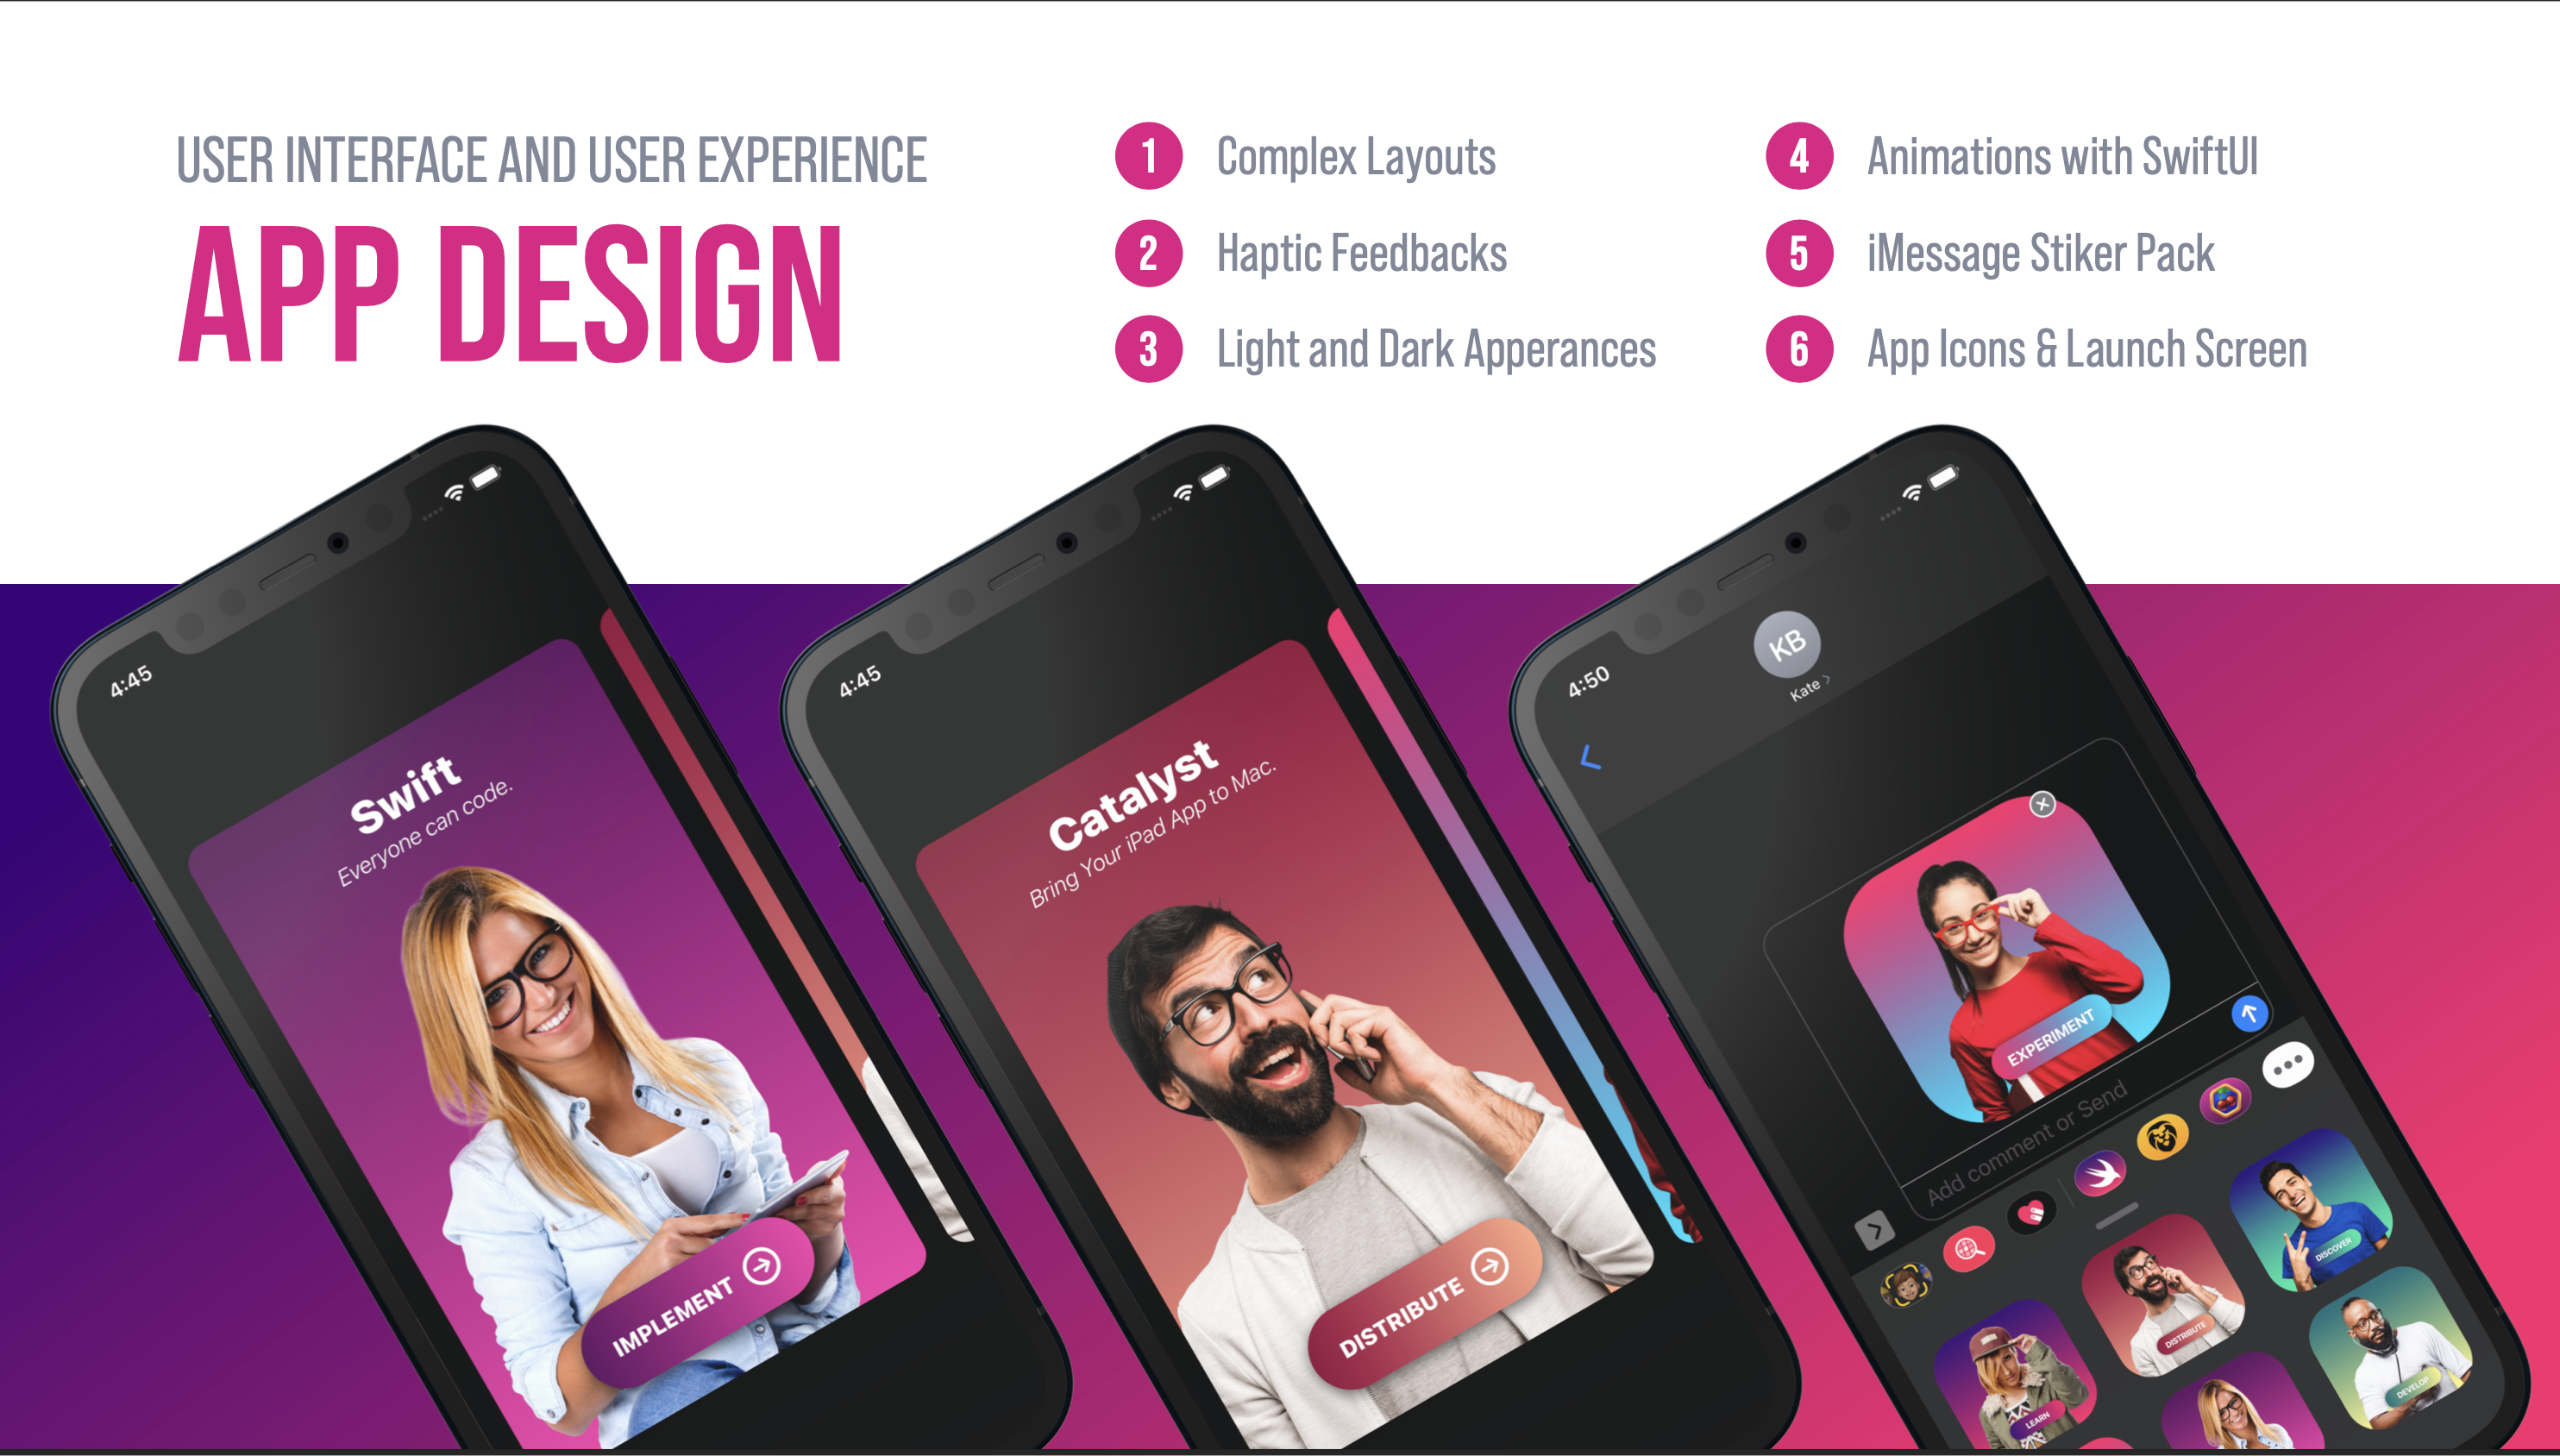 USER INTERFACE AND USER EXPERIENCE
APP DESIGN
1 Complex Layouts
2 Haptic Feedbacks
3 Light and Dark Apperances
4 Animations with SwiftUI
5 iMessage Stiker Pack
6 App Icons & Launch Screen
4:45
Swift
Everyone can code.
IMPLEMENT
4:45
Catalyst
Bring Your iPad App to Mac.
DISTRIBUTE
4:50
KB
Kate
EXPERIMENT
Add comment or Send
DISCOVER
DISTRIBUTE
DEVELOP
LEARN